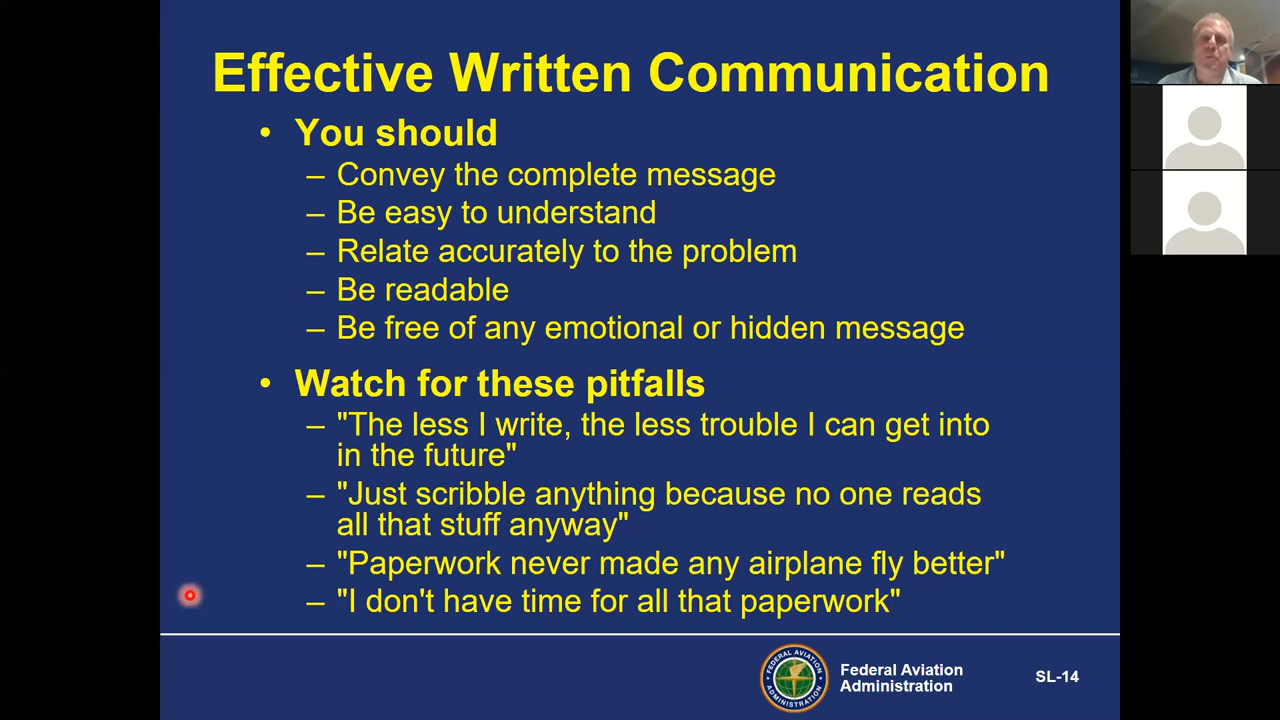 Effective Written Communication
• You should
– Convey the complete message
– Be easy to understand
– Relate accurately to the problem
– Be readable
– Be free of any emotional or hidden message
• Watch for these pitfalls
– "The less I write, the less trouble I can get into
in the future"
– "Just scribble anything because no one reads
all that stuff anyway"
– "Paperwork never made any airplane fly better"
– "I don't have time for all that paperwork"
FEDERAL AVIATION
ADMINISTRATION
Federal Aviation
Administration
SL-14